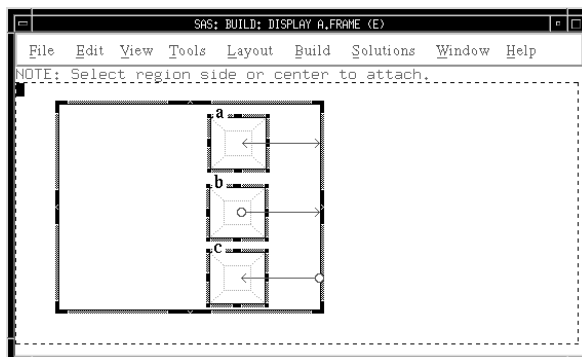 SAS: BUILD: DISPLAY A.FRAME (E)
File Edit View Tools Layout Build Solutions Window Help
NOTE: Select region side or center to attach.
a
b
c